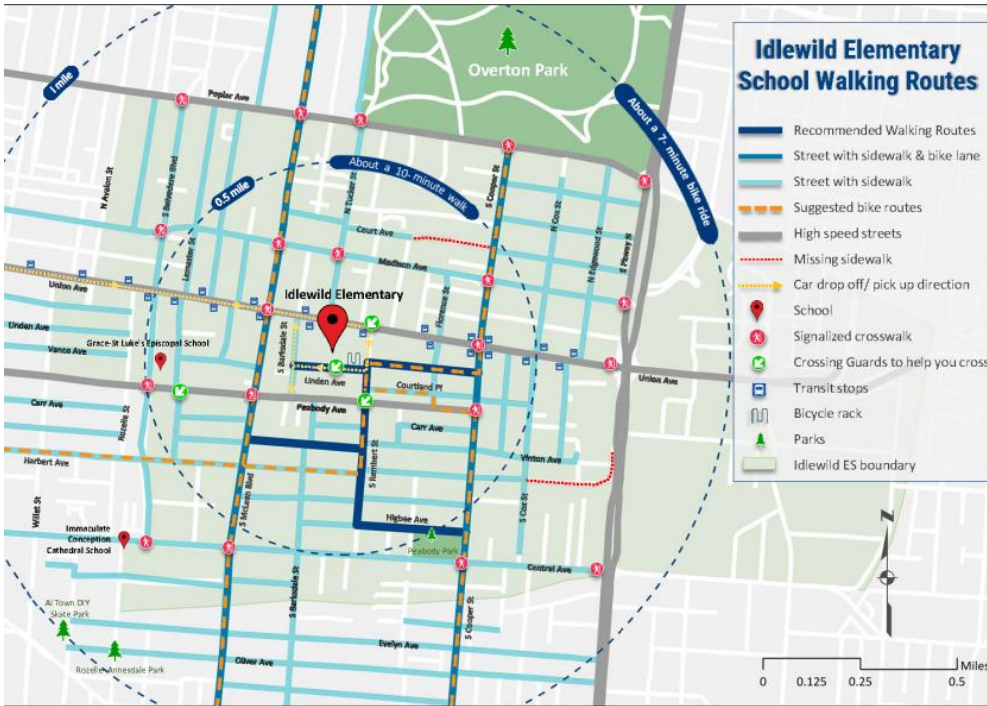 Idlewild Elementary
School Walking Routes
Recommended Walking Routes
Street with sidewalk & bike lane
Street with sidewalk
Suggested bike routes
High speed streets
Missing sidewalk
Car drop off/ pick up direction
School
Signalized crosswalk
Crossing Guards to help you cross
Transit stops
Bicycle rack
Parks
Idlewild ES boundary
Overton Park
1 mile
Poplar Ave
About a 7- minute bike ride
About a 10- minute walk
0.5 mile
N Avalon St
S Belvedere Blvd
Lemaster St
N Tucker St
S Cooper St
N Cox St
N Edgewood St
S Pkwy N
Court Ave
Madison Ave
Florence St
Union Ave
Idlewild Elementary
Linden Ave
Vance Ave
Grace-St Luke's Episcopal School
S Barksdale St
Linden Ave
Courtland Pl
Union Ave
Peabody Ave
Carr Ave
Rozelle St
Carr Ave
Harbert Ave
S McLean Blvd
S Rembert St
Vinton Ave
Willet St
S Cox St
Higbee Ave
Immaculate
Conception
Cathedral School
Peabody Park
Central Ave
Al Town DIY
Skate Park
S Barksdale St
S Cooper St
Rozelle-Annesdale Park
Oliver Ave
Evelyn Ave
N
0
0.125
0.25
0.5
Miles